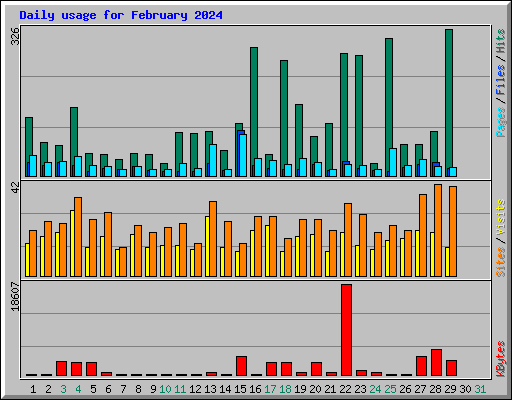 Daily usage for February 2024
326
Pages / Files / Hits
42
Sites / Visits
18607
KBytes
1 2 3 4 5 6 7 8 9 10 11 12 13 14 15 16 17 18 19 20 21 22 23 24 25 26 27 28 29 30 31